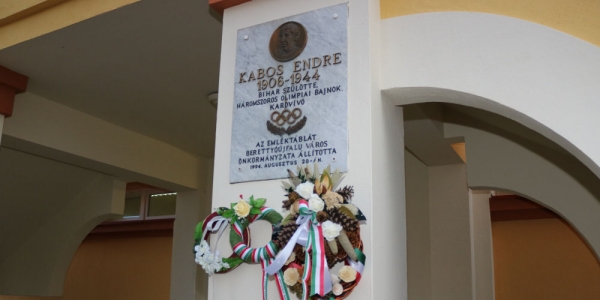 KABOS ENDRE
1906-1944
BIHAR SZÜLÖTTE
HÁROMSZOROS OLIMPIAI BAJNOK,
KARDVÍVÓ
AZ EMLÉKTÁBLÁT
BERETTYÓÚJFALU VÁROS
ÖNKORMÁNYZATA ÁLLÍTOTTA
1994. AUGUSZTUS 20-ÁN